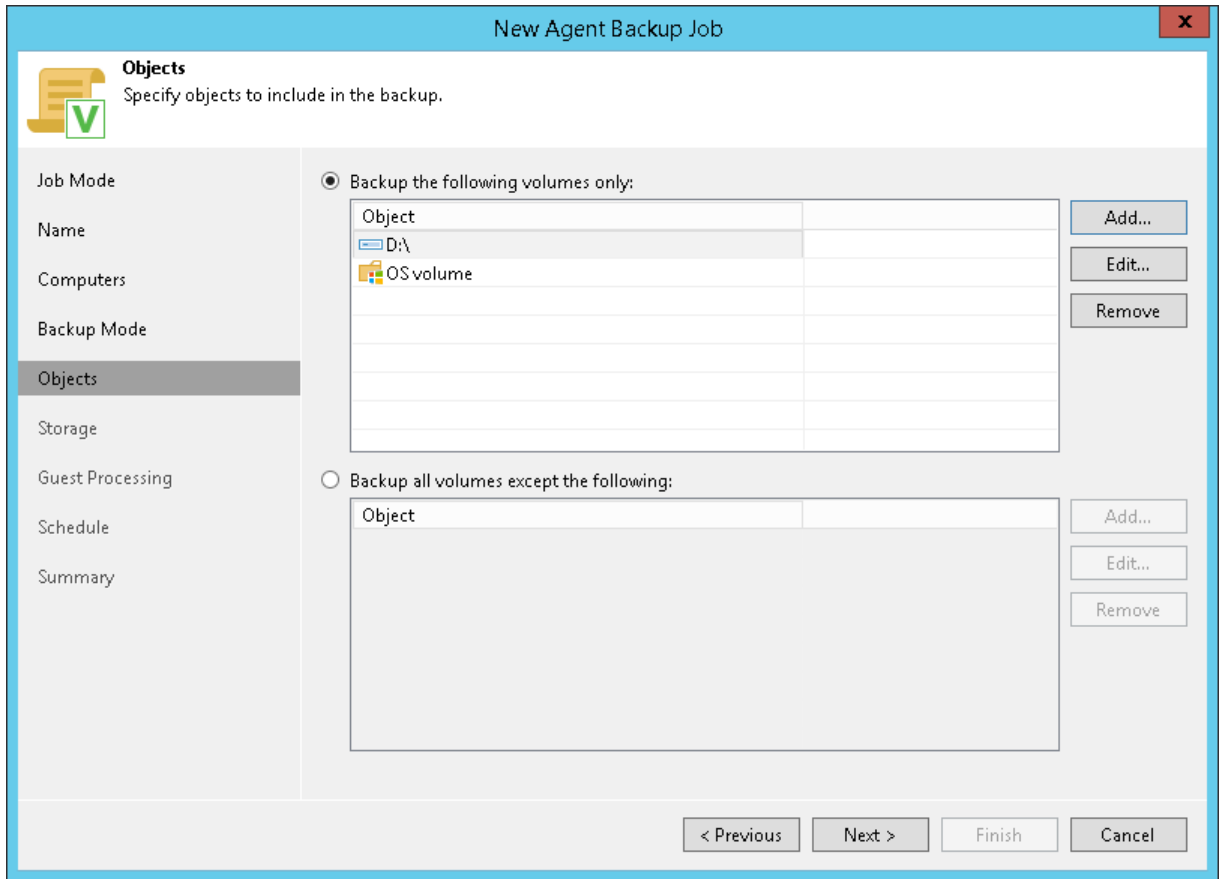 New Agent Backup Job
x
Objects
Specify objects to include in the backup.
V
Job Mode
Name
Computers
Backup Mode
Objects
Storage
Guest Processing
Schedule
Summary
Backup the following volumes only:
Object
D:\
OS volume
Add...
Edit...
Remove
Backup all volumes except the following:
Object
Add...
Edit...
Remove
< Previous
Next >
Finish
Cancel